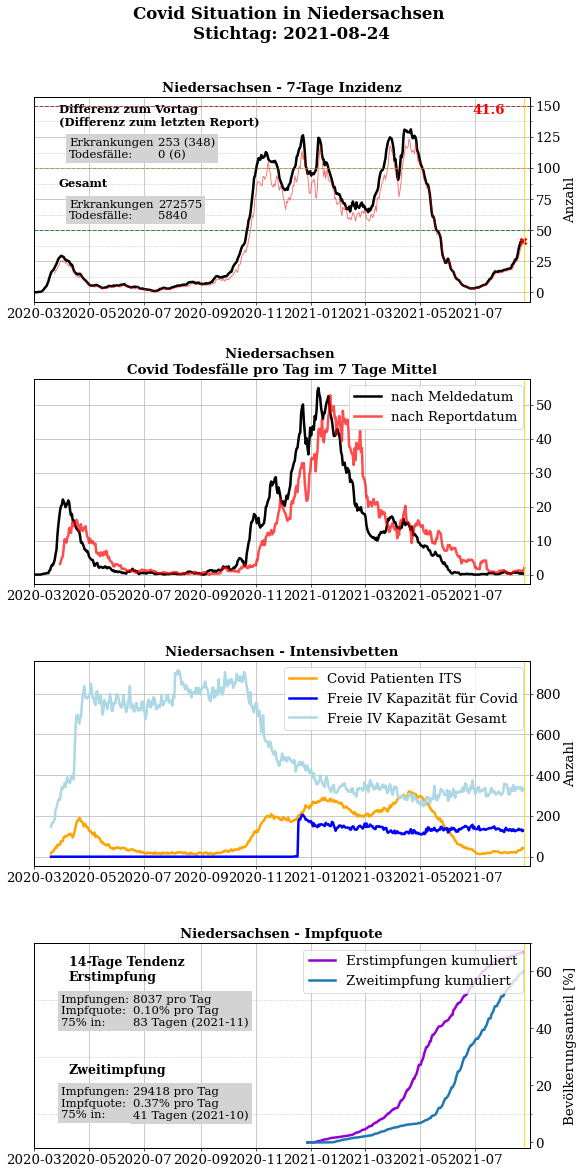 Covid Situation in Niedersachsen
Stichtag: 2021-08-24
Niedersachsen - 7-Tage Inzidenz
Differenz zum Vortag
(Differenz zum letzten Report)
Erkrankungen 253 (348)
Todesfälle: 0 (6)
Gesamt
Erkrankungen 272575
Todesfälle: 5840
41.6
150
125
100
75
50
25
0
Anzahl
2020-03 2020-05 2020-07 2020-09 2020-11 2021-01 2021-03 2021-05 2021-07
Niedersachsen
Covid Todesfälle pro Tag im 7 Tage Mittel
nach Meldedatum
nach Reportdatum
50
40
30
20
10
0
2020-03 2020-05 2020-07 2020-09 2020-11 2021-01 2021-03 2021-05 2021-07
Niedersachsen - Intensivbetten
Covid Patienten ITS
Freie IV Kapazität für Covid
Freie IV Kapazität Gesamt
800
600
400
200
0
Anzahl
2020-03 2020-05 2020-07 2020-09 2020-11 2021-01 2021-03 2021-05 2021-07
Niedersachsen - Impfquote
14-Tage Tendenz
Erstimpfung
Impfungen: 8037 pro Tag
Impfquote: 0.10% pro Tag
75% in: 83 Tagen (2021-11)
Zweitimpfung
Impfungen: 29418 pro Tag
Impfquote: 0.37% pro Tag
75% in: 41 Tagen (2021-10)
Erstimpfungen kumuliert
Zweitimpfung kumuliert
60
40
20
0
Bevölkerungsanteil [%]
2020-03 2020-05 2020-07 2020-09 2020-11 2021-01 2021-03 2021-05 2021-07